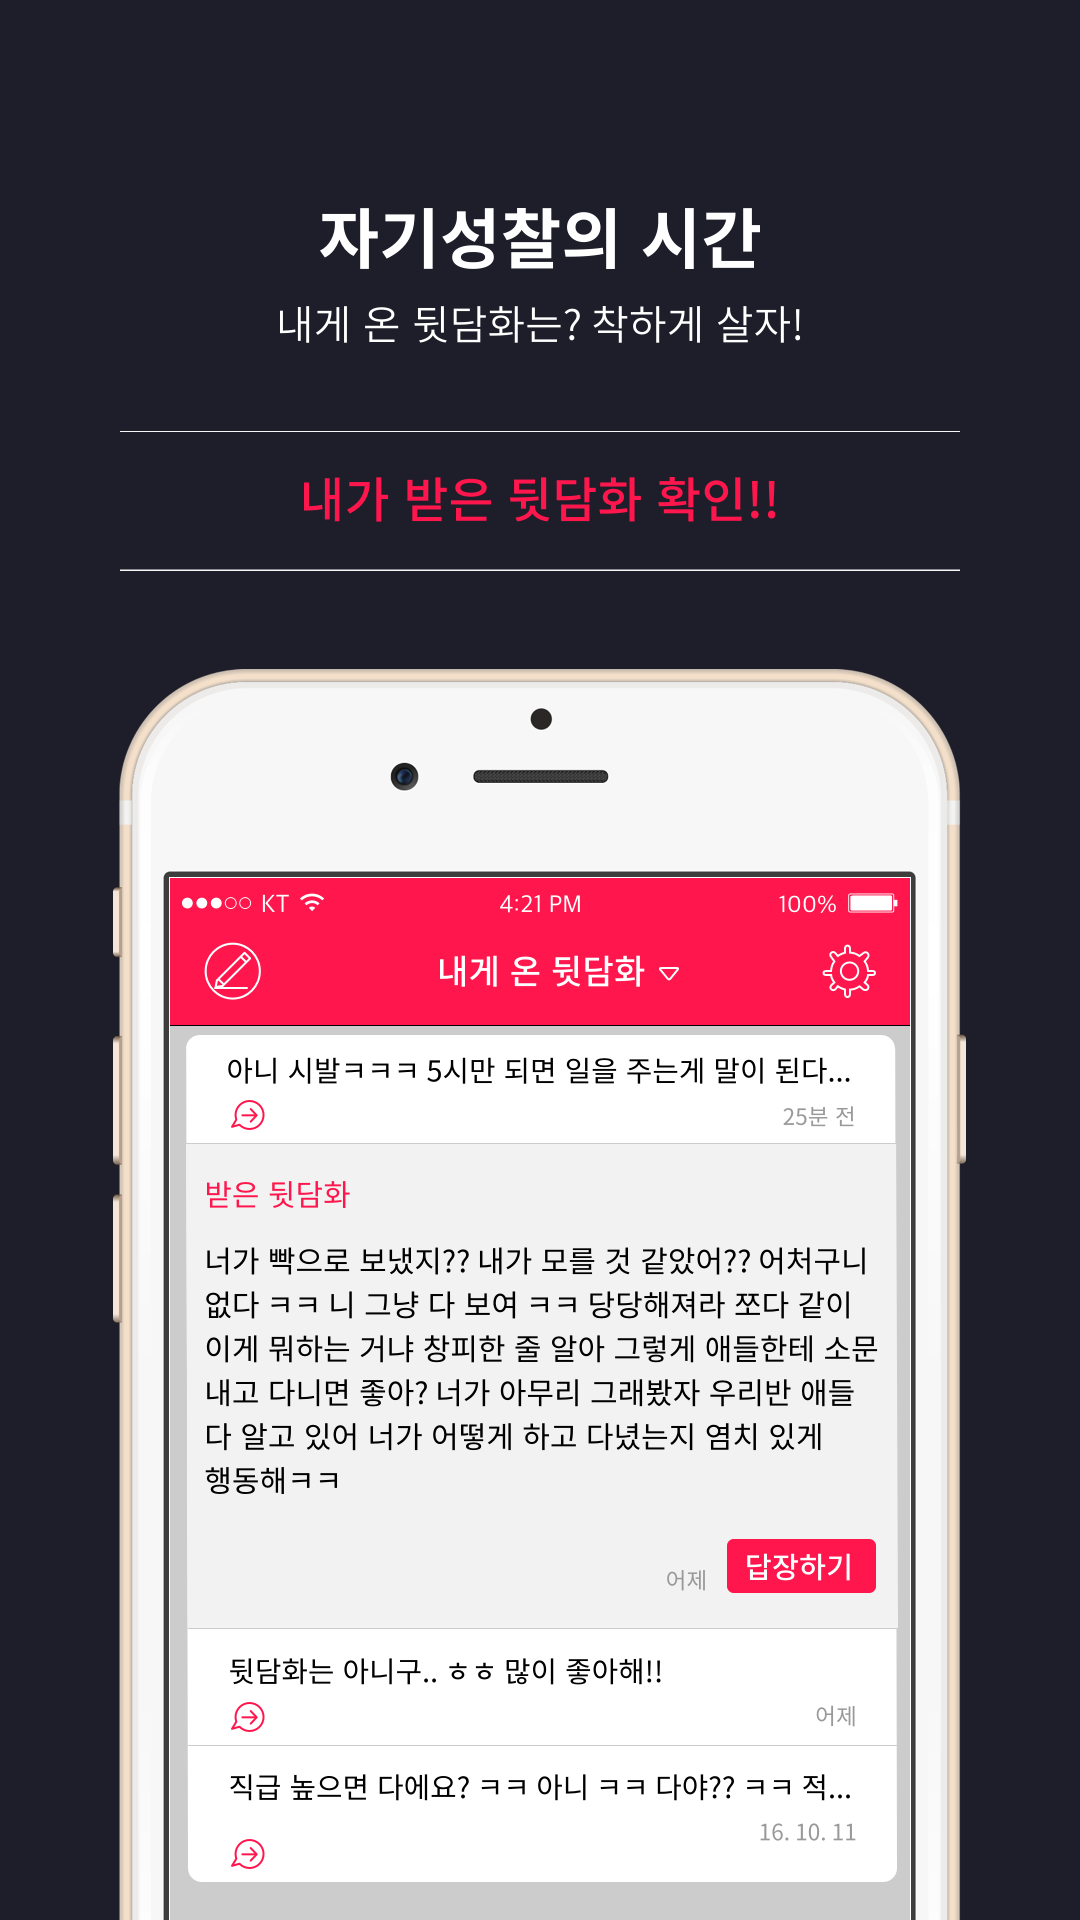 자기성찰의 시간
내게 온 뒷담화는? 착하게 살자!
내가 받은 뒷담화 확인!!
KT 4:21 PM 100%
내게 온 뒷담화
아니 시발ㅋㅋㅋ 5시만 되면 일을 주는게 말이 된다...
25분 전
받은 뒷담화
너가 빡으로 보냈지?? 내가 모를 것 같았어?? 어처구니
없다 ㅋㅋ 니 그냥 다 보여 ㅋㅋ 당당해져라 쪼다 같이
이게 뭐하는 거냐 창피한 줄 알아 그렇게 애들한테 소문
내고 다니면 좋아? 너가 아무리 그래봤자 우리반 애들
다 알고 있어 너가 어떻게 하고 다녔는지 염치 있게
행동해ㅋㅋ
어제 답장하기
뒷담화는 아니구.. ㅎㅎ 많이 좋아해!!
어제
직급 높으면 다에요? ㅋㅋ 아니 ㅋㅋ 다야?? ㅋㅋ 적...
16. 10. 11